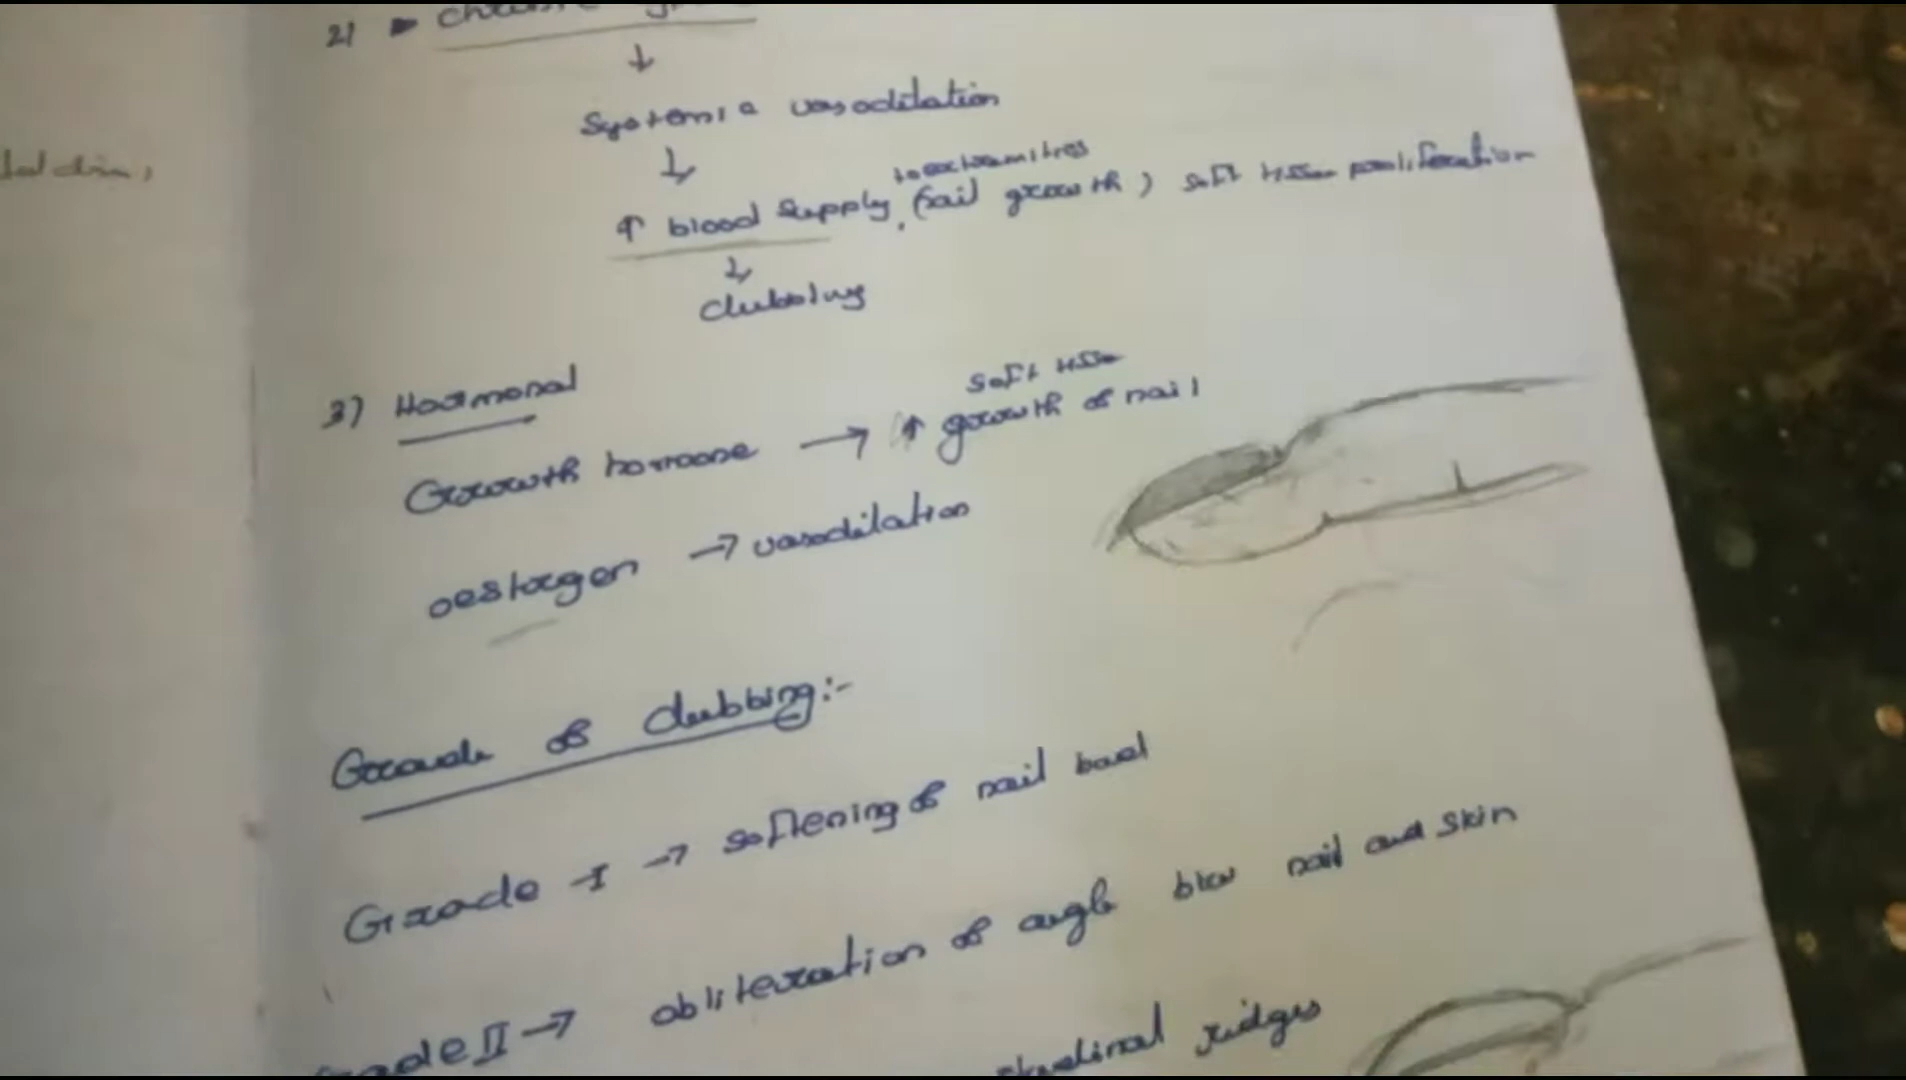 2)
↓
Systemic vasodilation
↓
to extremities
↑ blood supply (nail growth) soft tissue proliferation
↓
clubbing
3) Hormonal
soft tissue
Growth hormone → ↑ growth of nail
oestrogen → vasodilation
Grade of clubbing:-
Grade -I → softening of nail bed
Grade II → obliteration of angle b/w nail and skin
ridges